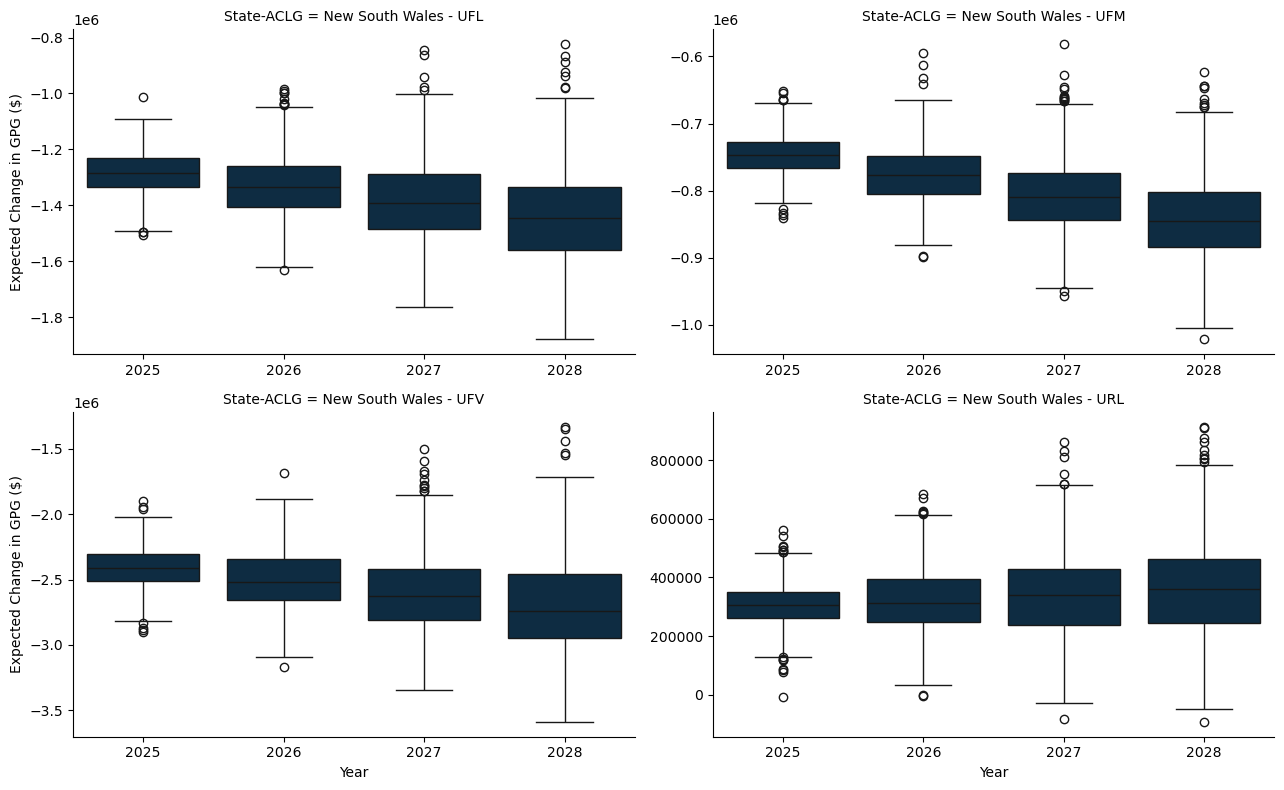 State-ACLG = New South Wales - UFL
1e6
Expected Change in GPG ($)
−0.8
−1.0
−1.2
−1.4
−1.6
−1.8
2025 2026 2027 2028
State-ACLG = New South Wales - UFM
1e6
−0.6
−0.7
−0.8
−0.9
−1.0
2025 2026 2027 2028
State-ACLG = New South Wales - UFV
1e6
Expected Change in GPG ($)
−1.5
−2.0
−2.5
−3.0
−3.5
2025 2026 2027 2028
Year
State-ACLG = New South Wales - URL
800000
600000
400000
200000
0
2025 2026 2027 2028
Year